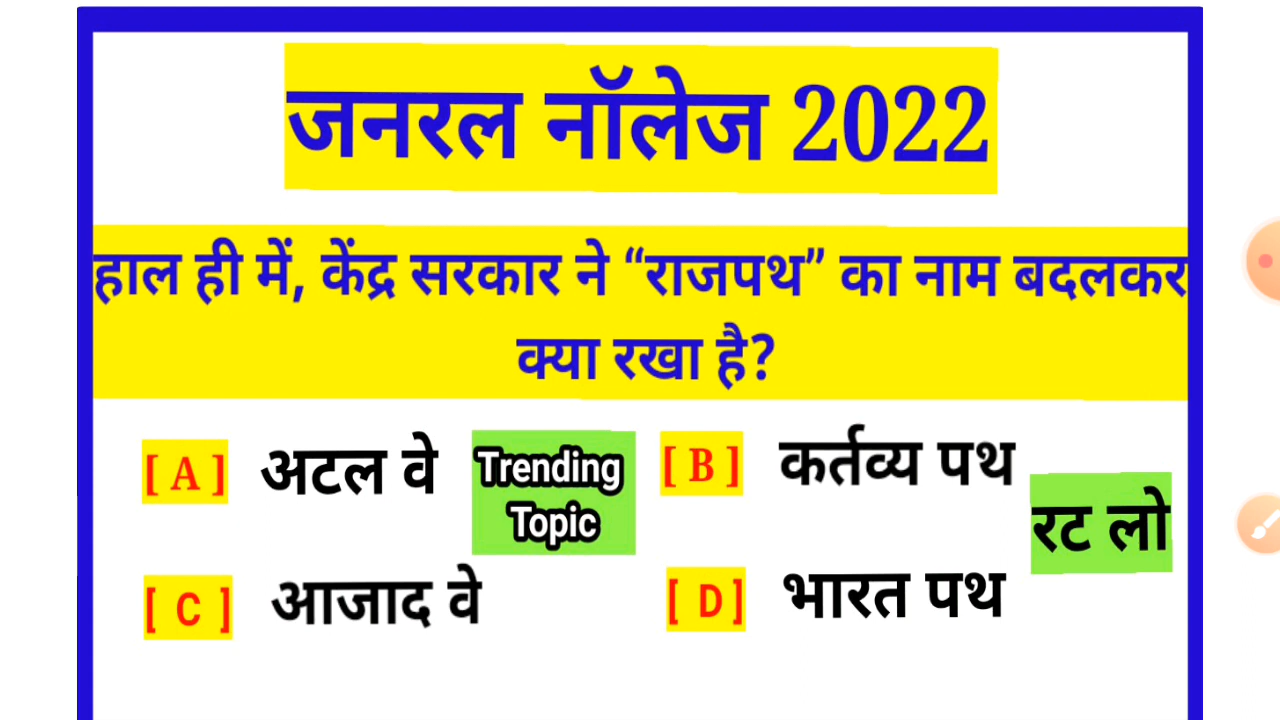 जनरल नॉलेज 2022
हाल ही में, केंद्र सरकार ने “राजपथ” का नाम बदलकर
क्या रखा है?
[ A ] अटल वे
Trending
Topic
[ B ] कर्तव्य पथ
रट लो
[ C ] आजाद वे
[ D ] भारत पथ